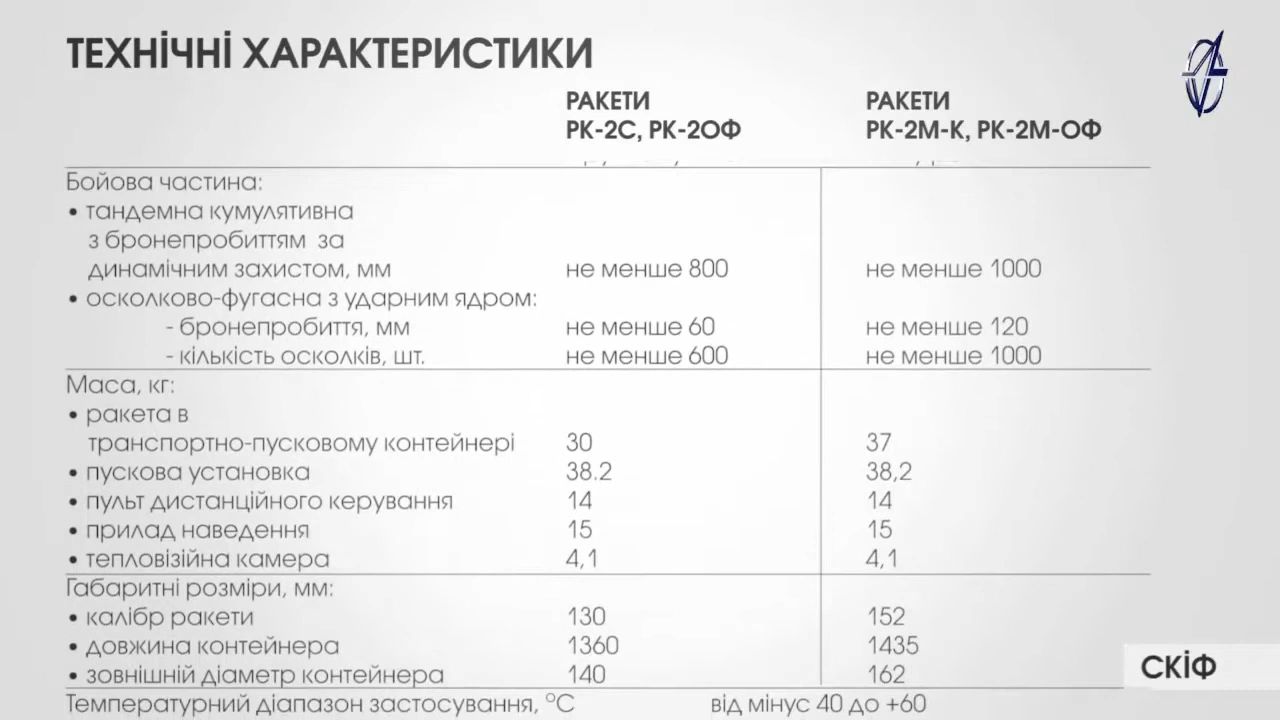 ТЕХНІЧНІ ХАРАКТЕРИСТИКИ
РАКЕТИ РАКЕТИ
РК-2С, РК-2ОФ РК-2М-К, РК-2М-ОФ
Бойова частина:
• тандемна кумулятивна
з бронепробиттям за
динамічним захистом, мм не менше 800 не менше 1000
• осколково-фугасна з ударним ядром:
- бронепробиття, мм не менше 60 не менше 120
- кількість осколків, шт. не менше 600 не менше 1000
Маса, кг:
• ракета в
транспортно-пусковому контейнері 30 37
• пускова установка 38.2 38,2
• пульт дистанційного керування 14 14
• прилад наведення 15 15
• тепловізійна камера 4,1 4,1
Габаритні розміри, мм:
• калібр ракети 130 152
• довжина контейнера 1360 1435
• зовнішній діаметр контейнера 140 162
СКІФ
Температурний діапазон застосування, °С від мінус 40 до +60